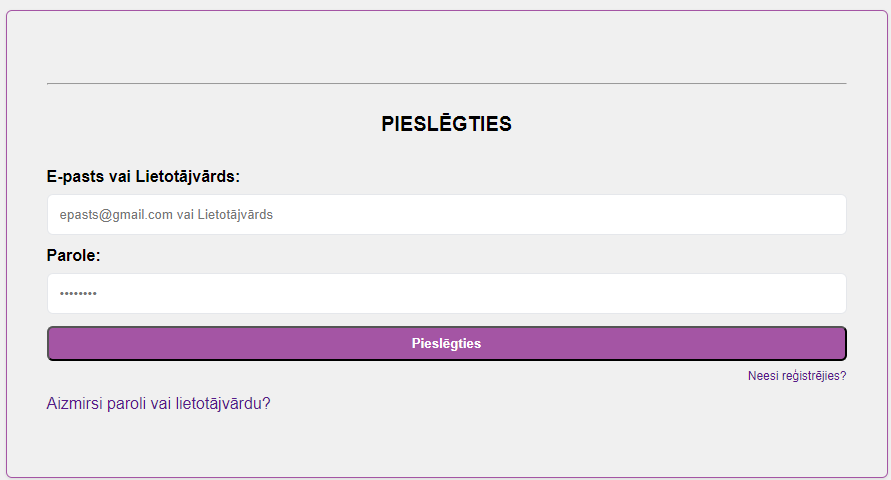 PIESLĒGTIES
E-pasts vai Lietotājvārds:
epasts@gmail.com vai Lietotājvārds
Parole:
••••••••
Pieslēgties
Neesi reģistrējies?
Aizmirsi paroli vai lietotājvārdu?